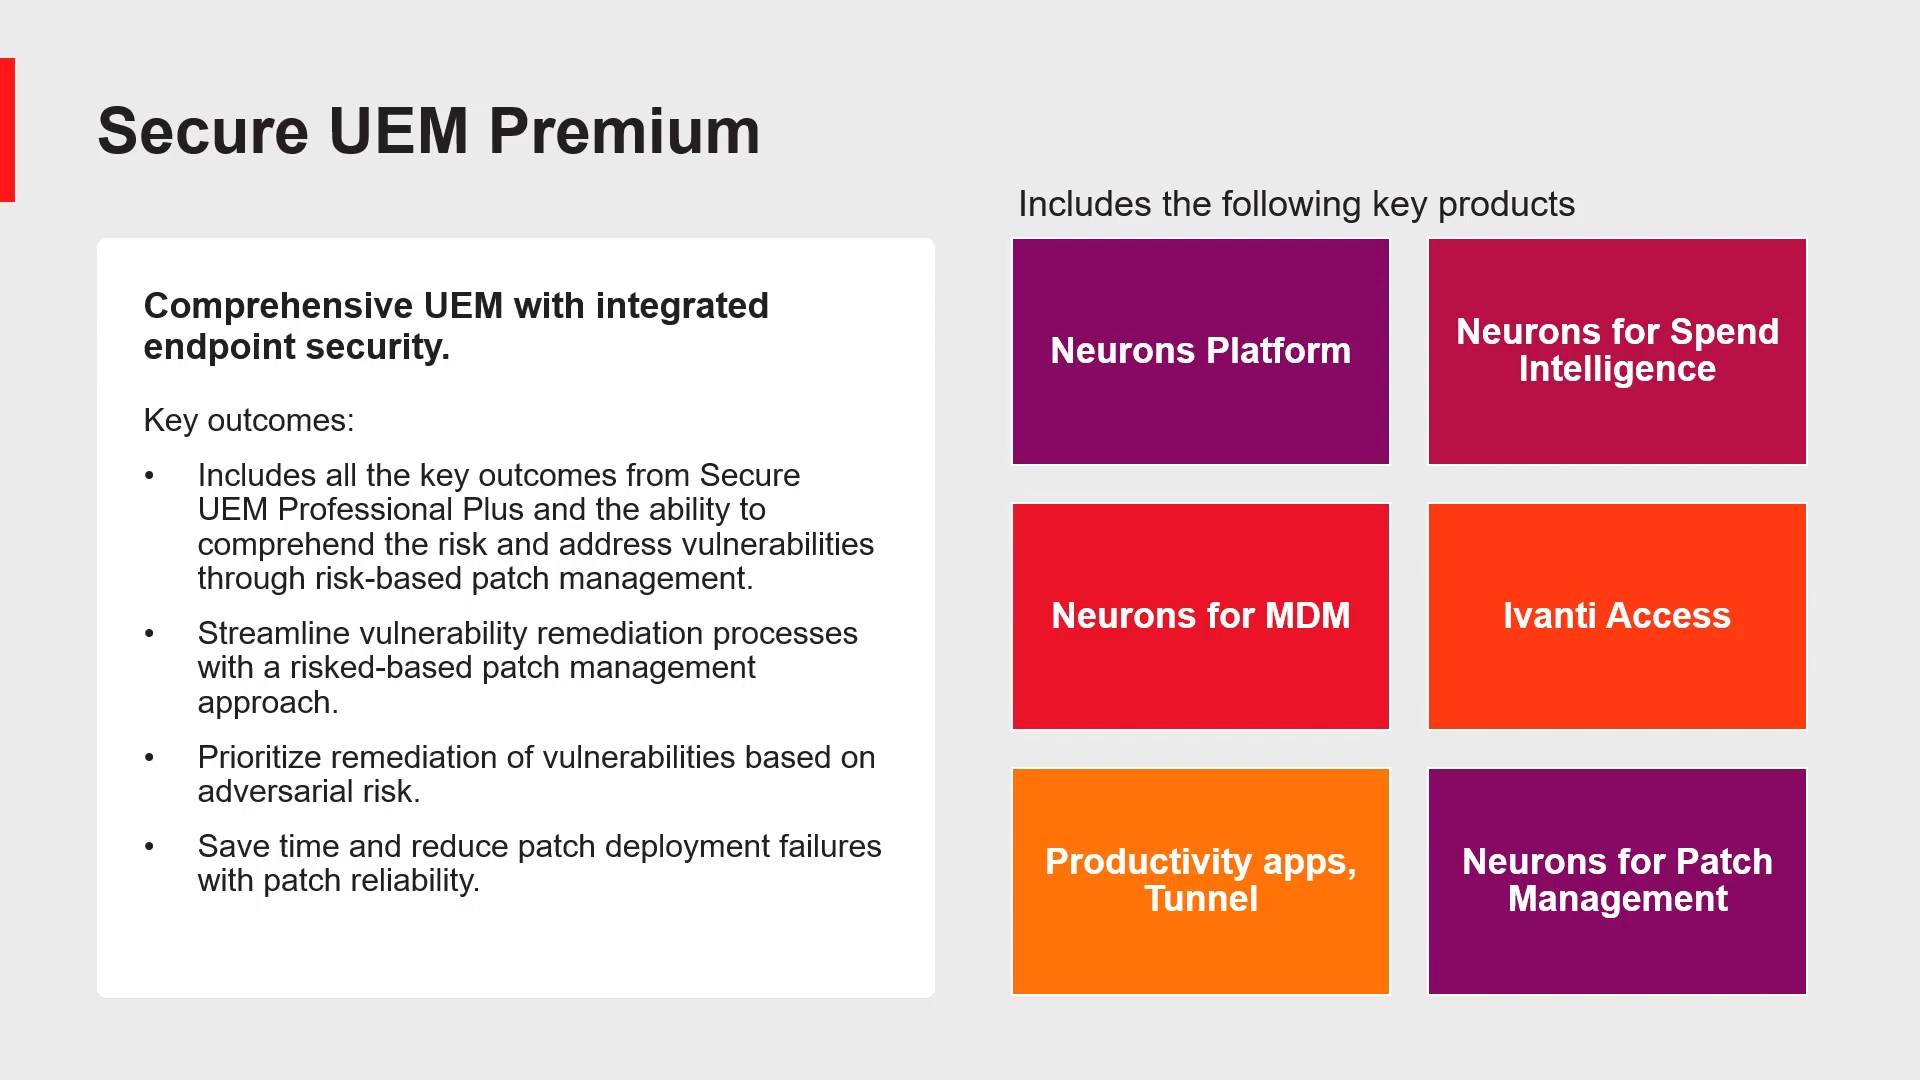 Secure UEM Premium
Comprehensive UEM with integrated
endpoint security.
Key outcomes:
• Includes all the key outcomes from Secure
UEM Professional Plus and the ability to
comprehend the risk and address vulnerabilities
through risk-based patch management.
• Streamline vulnerability remediation processes
with a risked-based patch management
approach.
• Prioritize remediation of vulnerabilities based on
adversarial risk.
• Save time and reduce patch deployment failures
with patch reliability.
Includes the following key products
Neurons Platform
Neurons for Spend
Intelligence
Neurons for MDM
Ivanti Access
Productivity apps,
Tunnel
Neurons for Patch
Management